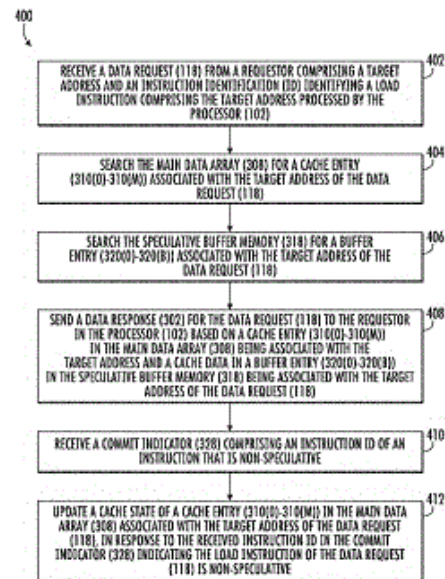 400
402
RECEIVE A DATA REQUEST (118) FROM A REQUESTOR COMPRISING A TARGET
ADDRESS AND AN INSTRUCTION IDENTIFICATION (ID) IDENTIFYING A LOAD
INSTRUCTION COMPRISING THE TARGET ADDRESS PROCESSED BY THE
PROCESSOR (102)
404
SEARCH THE MAIN DATA ARRAY (308) FOR A CACHE ENTRY
(310(0)-310(M)) ASSOCIATED WITH THE TARGET ADDRESS OF THE DATA
REQUEST (118)
406
SEARCH THE SPECULATIVE BUFFER MEMORY (318) FOR A BUFFER
ENTRY (320(0)-320(B)) ASSOCIATED WITH THE TARGET ADDRESS OF THE
DATA REQUEST (118)
408
SEND A DATA RESPONSE (302) FOR THE DATA REQUEST (118) TO THE REQUESTOR
IN THE PROCESSOR (102) BASED ON A CACHE ENTRY (310(0)-310(M))
IN THE MAIN DATA ARRAY (308) BEING ASSOCIATED WITH THE
TARGET ADDRESS AND A CACHE DATA IN A BUFFER ENTRY (320(0)-320(B))
IN THE SPECULATIVE BUFFER MEMORY (318) BEING ASSOCIATED WITH THE TARGET
ADDRESS OF THE DATA REQUEST (118)
410
RECEIVE A COMMIT INDICATOR (328) COMPRISING AN INSTRUCTION ID OF AN
INSTRUCTION THAT IS NON-SPECULATIVE
412
UPDATE A CACHE STATE OF A CACHE ENTRY (310(0)-310(M)) IN THE MAIN DATA
ARRAY (308) ASSOCIATED WITH THE TARGET ADDRESS OF THE DATA REQUEST
(118), IN RESPONSE TO THE RECEIVED INSTRUCTION ID IN THE COMMIT
INDICATOR (328) INDICATING THE LOAD INSTRUCTION OF THE DATA REQUEST
(118) IS NON-SPECULATIVE